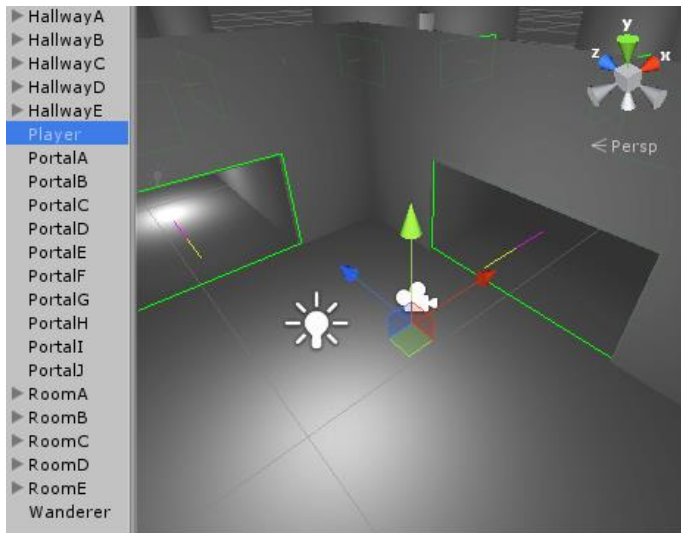 HallwayA
HallwayB
HallwayC
HallwayD
HallwayE
Player
PortalA
PortalB
PortalC
PortalD
PortalE
PortalF
PortalG
PortalH
PortalI
PortalJ
RoomA
RoomB
RoomC
RoomD
RoomE
Wanderer
y
z
x
Persp